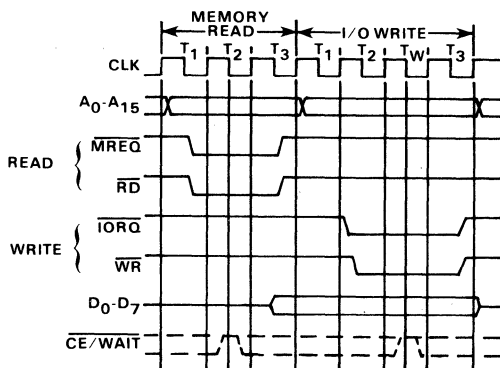 MEMORY
READ
I/O WRITE
T1 T2 T3 T1 T2 TW T3
CLK
A0-A15
MREQ
READ
RD
IORQ
WRITE
WR
D0-D7
CE/WAIT